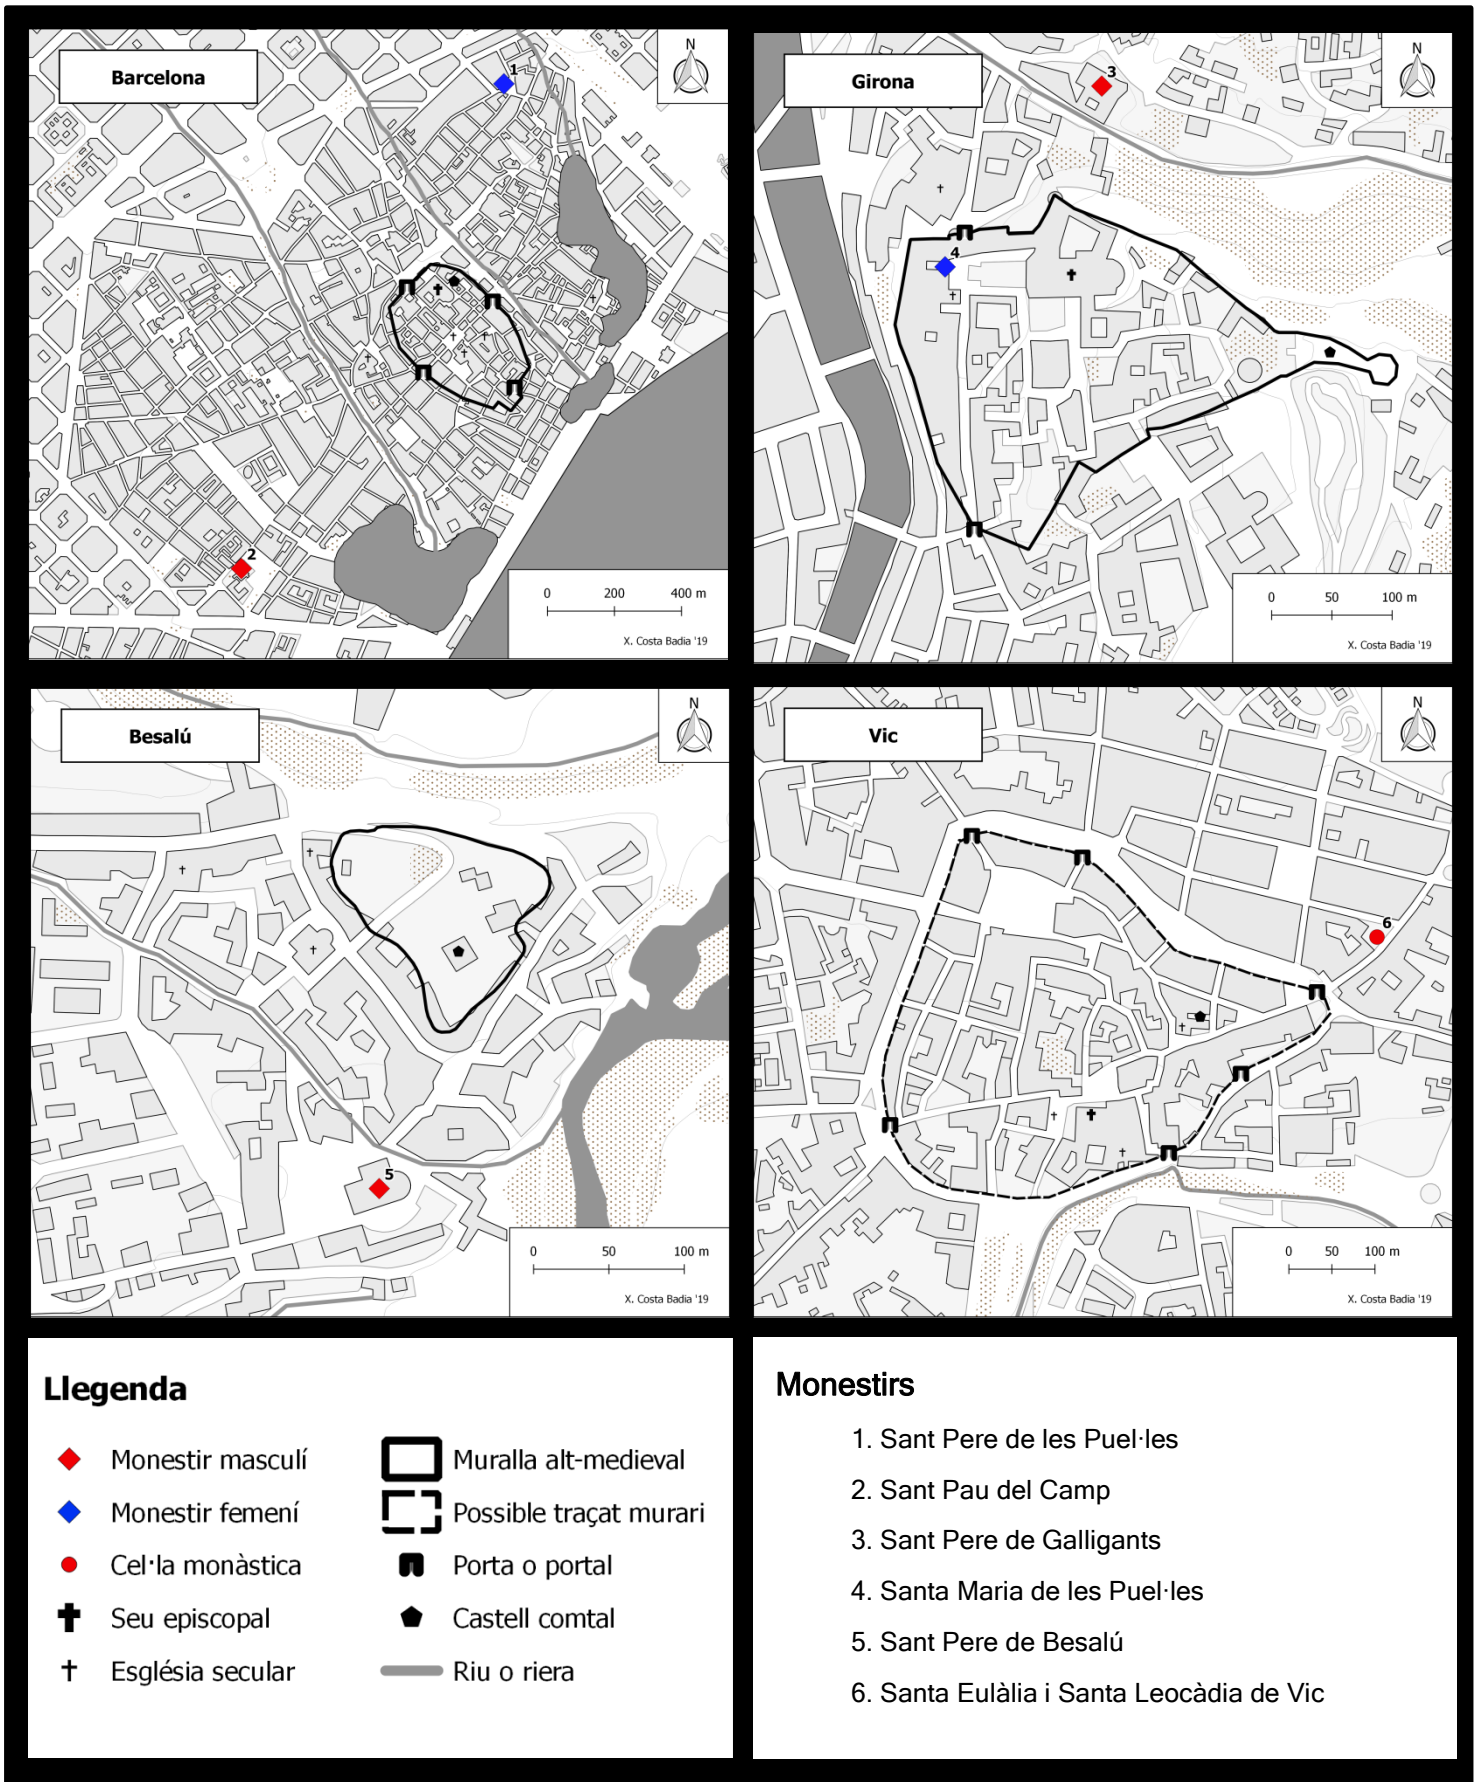 Barcelona
N
1
2
0 200 400 m
X. Costa Badia '19
Girona
N
3
4
0 50 100 m
X. Costa Badia '19
Besalú
N
5
0 50 100 m
X. Costa Badia '19
Vic
N
6
0 50 100 m
X. Costa Badia '19
Llegenda
Monestir masculí
Monestir femení
Cel·la monàstica
Seu episcopal
Església secular
Muralla alt-medieval
Possible traçat murari
Porta o portal
Castell comtal
Riu o riera
Monestirs
1. Sant Pere de les Puel·les
2. Sant Pau del Camp
3. Sant Pere de Galligants
4. Santa Maria de les Puel·les
5. Sant Pere de Besalú
6. Santa Eulàlia i Santa Leocàdia de Vic